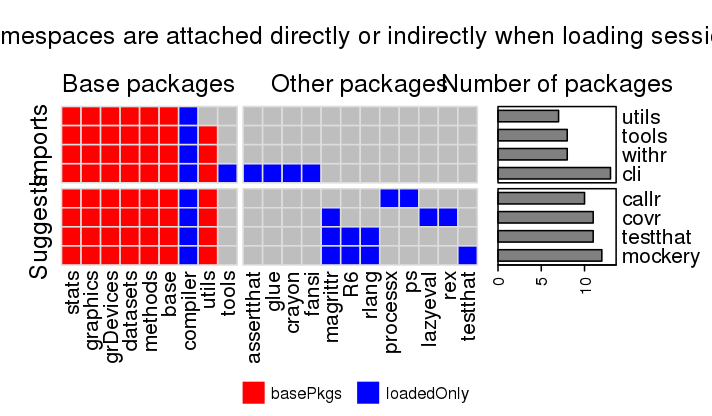 mespaces are attached directly or indirectly when loading sessi
Base packages
Other packages
Number of packages
Imports
Suggests
utils
tools
withr
cli
callr
covr
testthat
mockery
0
5
10
stats
graphics
grDevices
datasets
methods
base
compiler
utils
tools
assertthat
glue
crayon
fansi
magrittr
R6
rlang
processx
ps
lazyeval
rex
testthat
basePkgs
loadedOnly